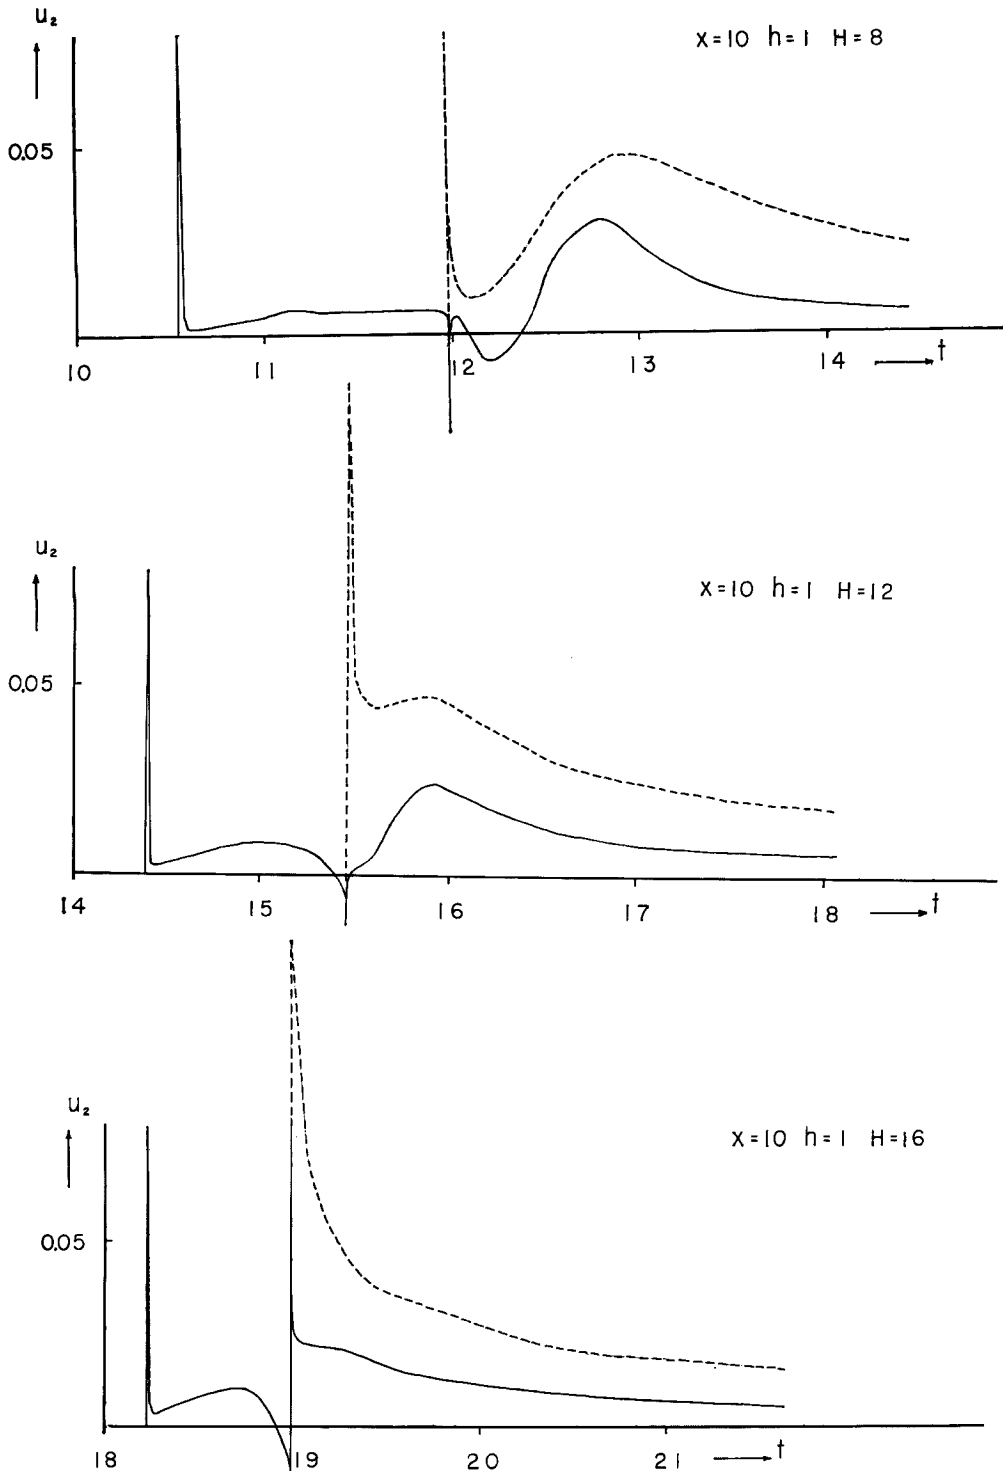 u₂
x=10 h=1 H=8
0.05
10 11 12 13 14 t
u₂
x=10 h=1 H=12
0.05
14 15 16 17 18 t
u₂
x=10 h=1 H=16
0.05
18 19 20 21 t